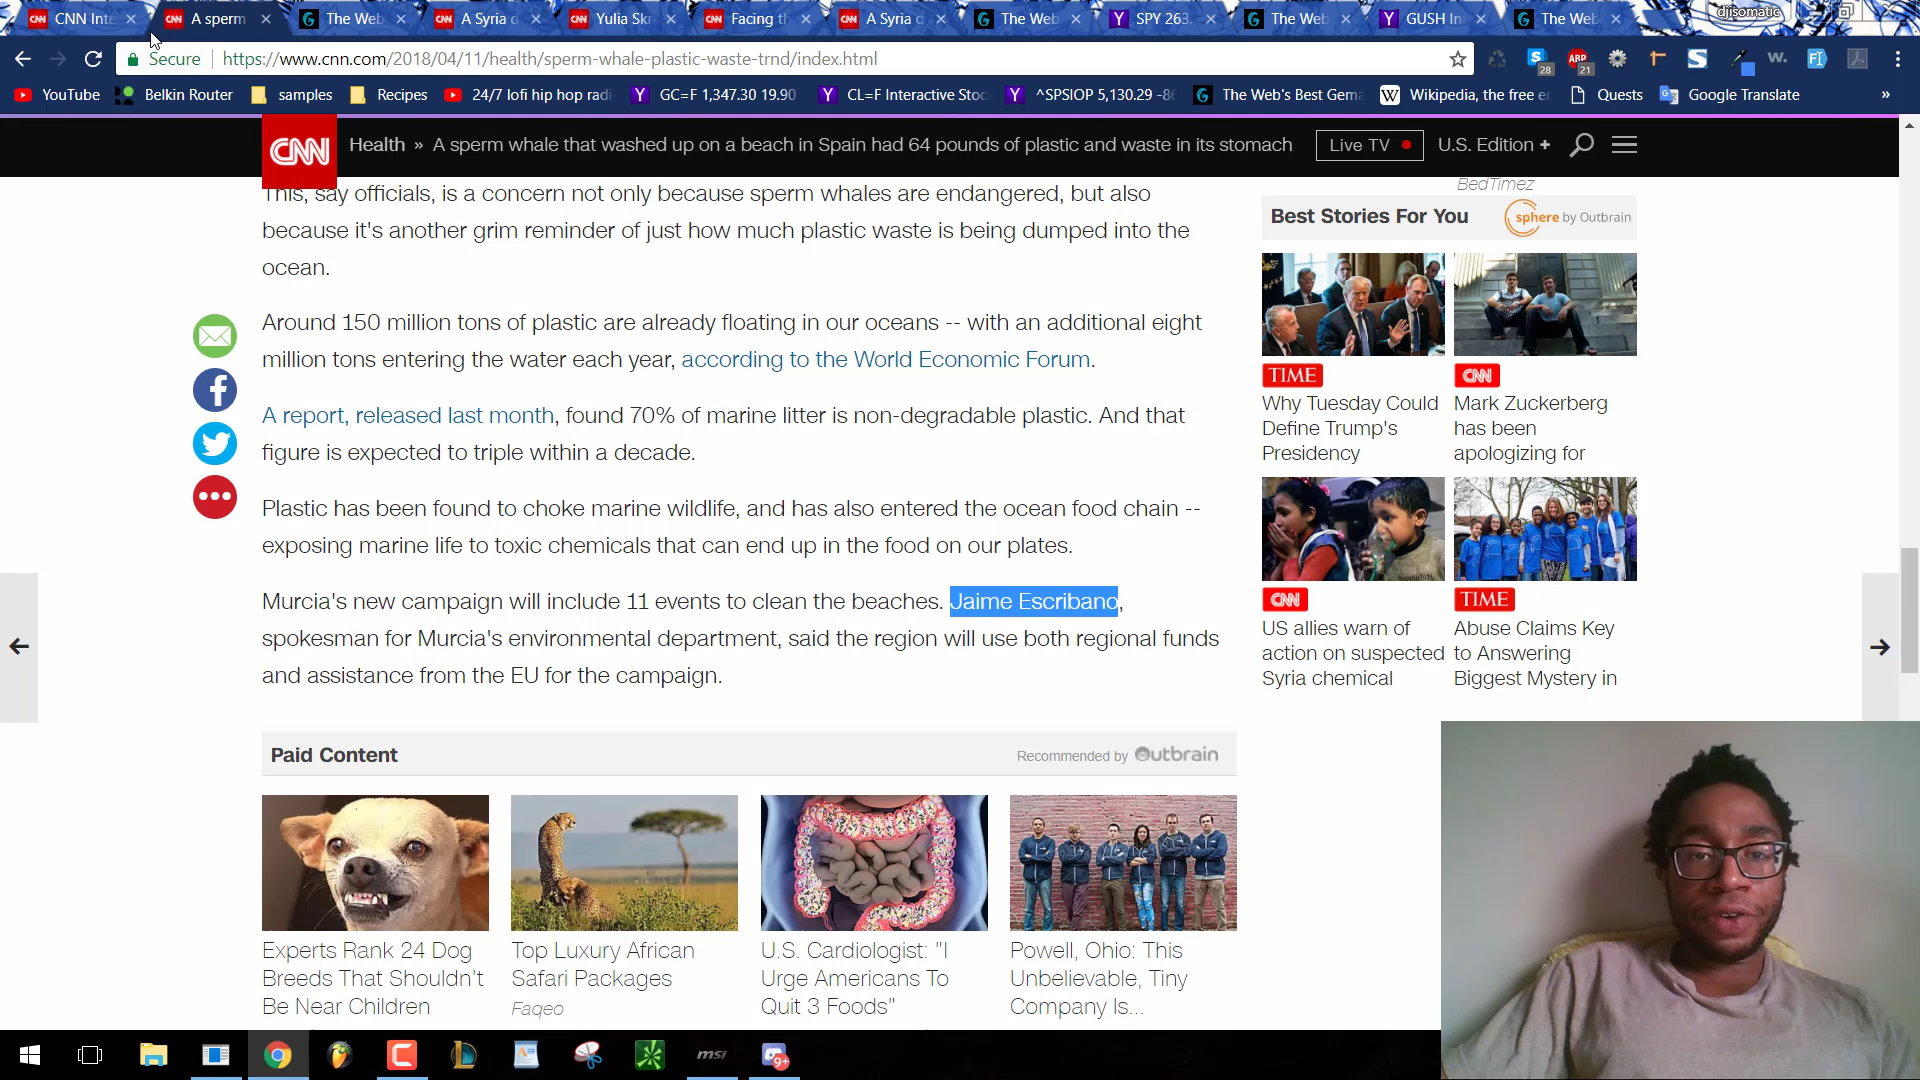 CNN Inte
A sperm
The Web
A Syria d
Yulia Skr
Facing th
A Syria d
The Web
SPY 263.
The Web
GUSH In
The Web
djisomatic
Secure
https://www.cnn.com/2018/04/11/health/sperm-whale-plastic-waste-trnd/index.html
28
ABP
21
w.
YouTube
Belkin Router
samples
Recipes
24/7 lofi hip hop radi
GC=F 1,347.30 19.90
CL=F Interactive Stoc
^SPSIOP 5,130.29 -8
The Web's Best Gema
Wikipedia, the free e
Quests
Google Translate
»
CNN
Health » A sperm whale that washed up on a beach in Spain had 64 pounds of plastic and waste in its stomach
Live TV
U.S. Edition +
This, say officials, is a concern not only because sperm whales are endangered, but also
because it's another grim reminder of just how much plastic waste is being dumped into the
ocean.
Around 150 million tons of plastic are already floating in our oceans -- with an additional eight
million tons entering the water each year, according to the World Economic Forum.
A report, released last month, found 70% of marine litter is non-degradable plastic. And that
figure is expected to triple within a decade.
Plastic has been found to choke marine wildlife, and has also entered the ocean food chain --
exposing marine life to toxic chemicals that can end up in the food on our plates.
Murcia's new campaign will include 11 events to clean the beaches. Jaime Escribano,
spokesman for Murcia's environmental department, said the region will use both regional funds
and assistance from the EU for the campaign.
BedTimez
Best Stories For You
sphere by Outbrain
TIME
Why Tuesday Could
Define Trump's
Presidency
CNN
Mark Zuckerberg
has been
apologizing for
CNN
US allies warn of
action on suspected
Syria chemical
TIME
Abuse Claims Key
to Answering
Biggest Mystery in
Paid Content
Recommended by Outbrain
Experts Rank 24 Dog
Breeds That Shouldn't
Be Near Children
Top Luxury African
Safari Packages
Faqeo
U.S. Cardiologist: "I
Urge Americans To
Quit 3 Foods"
Powell, Ohio: This
Unbelievable, Tiny
Company Is...
msi
9+